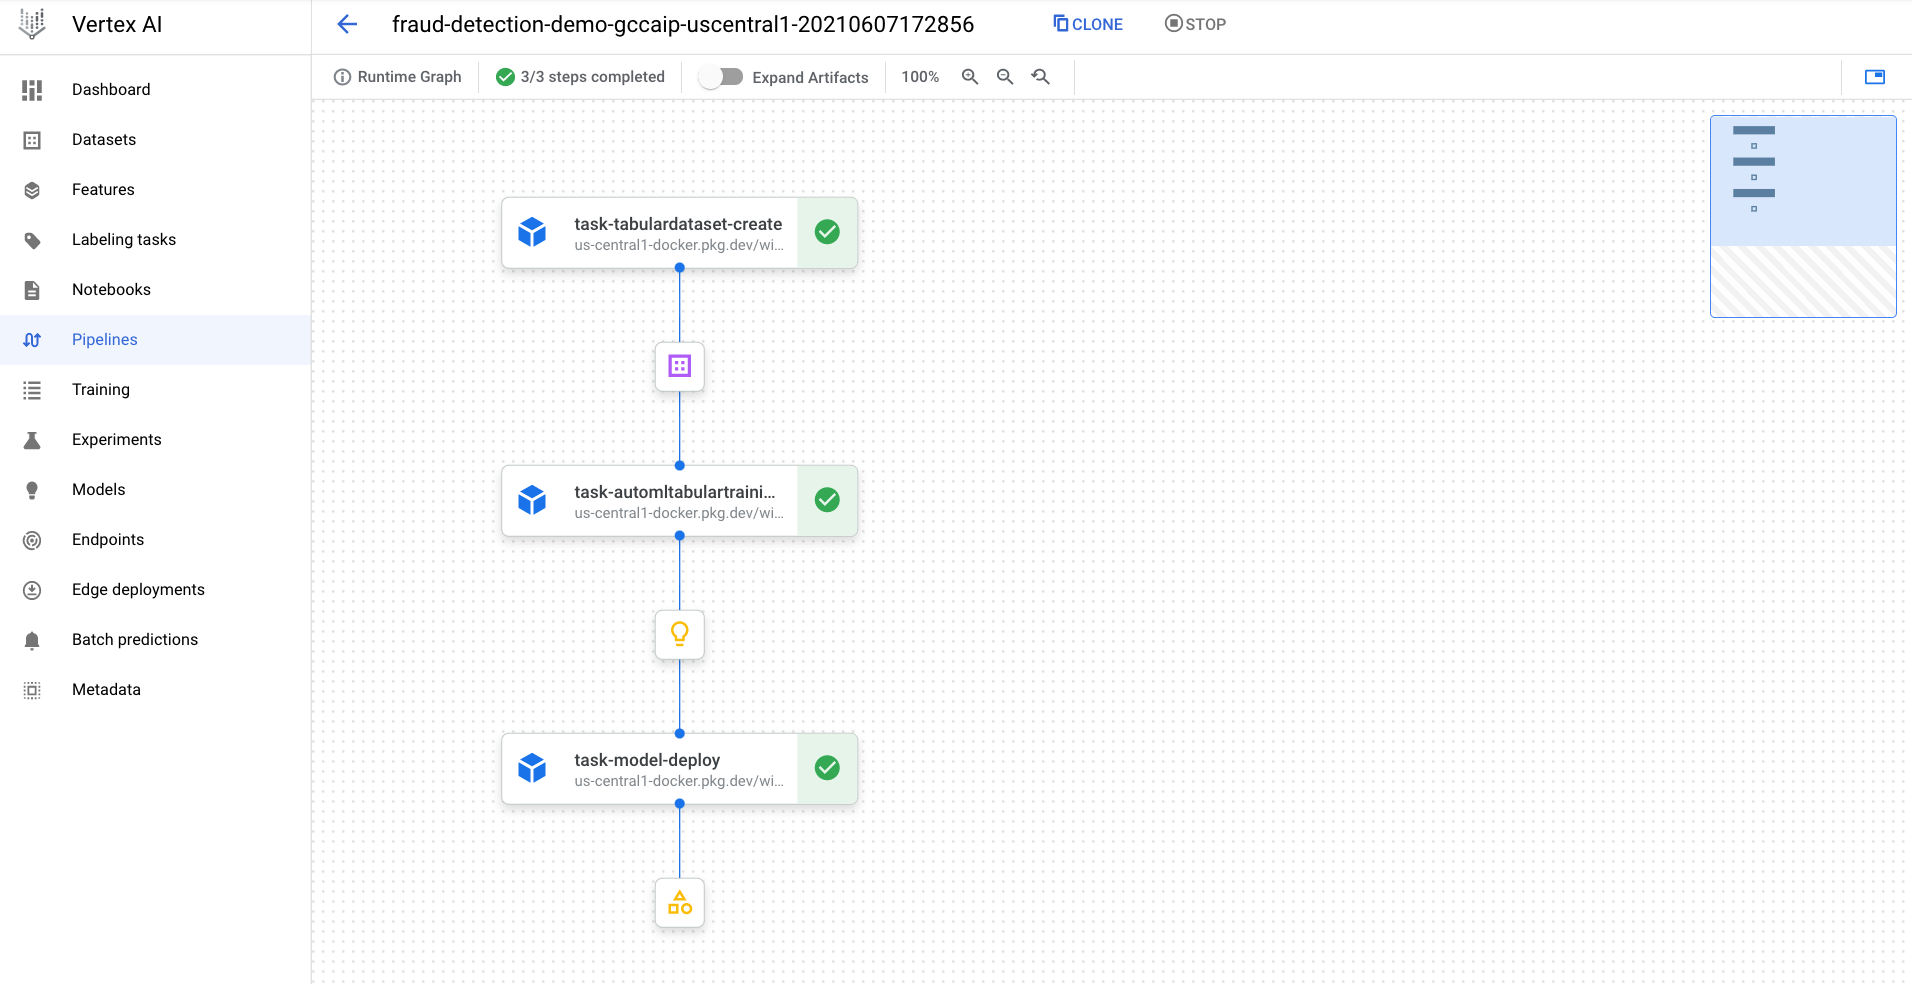 Vertex AI
fraud-detection-demo-gccaip-uscentral1-20210607172856
CLONE
STOP
Runtime Graph
3/3 steps completed
Expand Artifacts
100%
Dashboard
Datasets
Features
Labeling tasks
Notebooks
Pipelines
Training
Experiments
Models
Endpoints
Edge deployments
Batch predictions
Metadata
task-tabulardataset-create
us-central1-docker.pkg.dev/wi...
task-automltabulartraini...
us-central1-docker.pkg.dev/wi...
task-model-deploy
us-central1-docker.pkg.dev/wi...